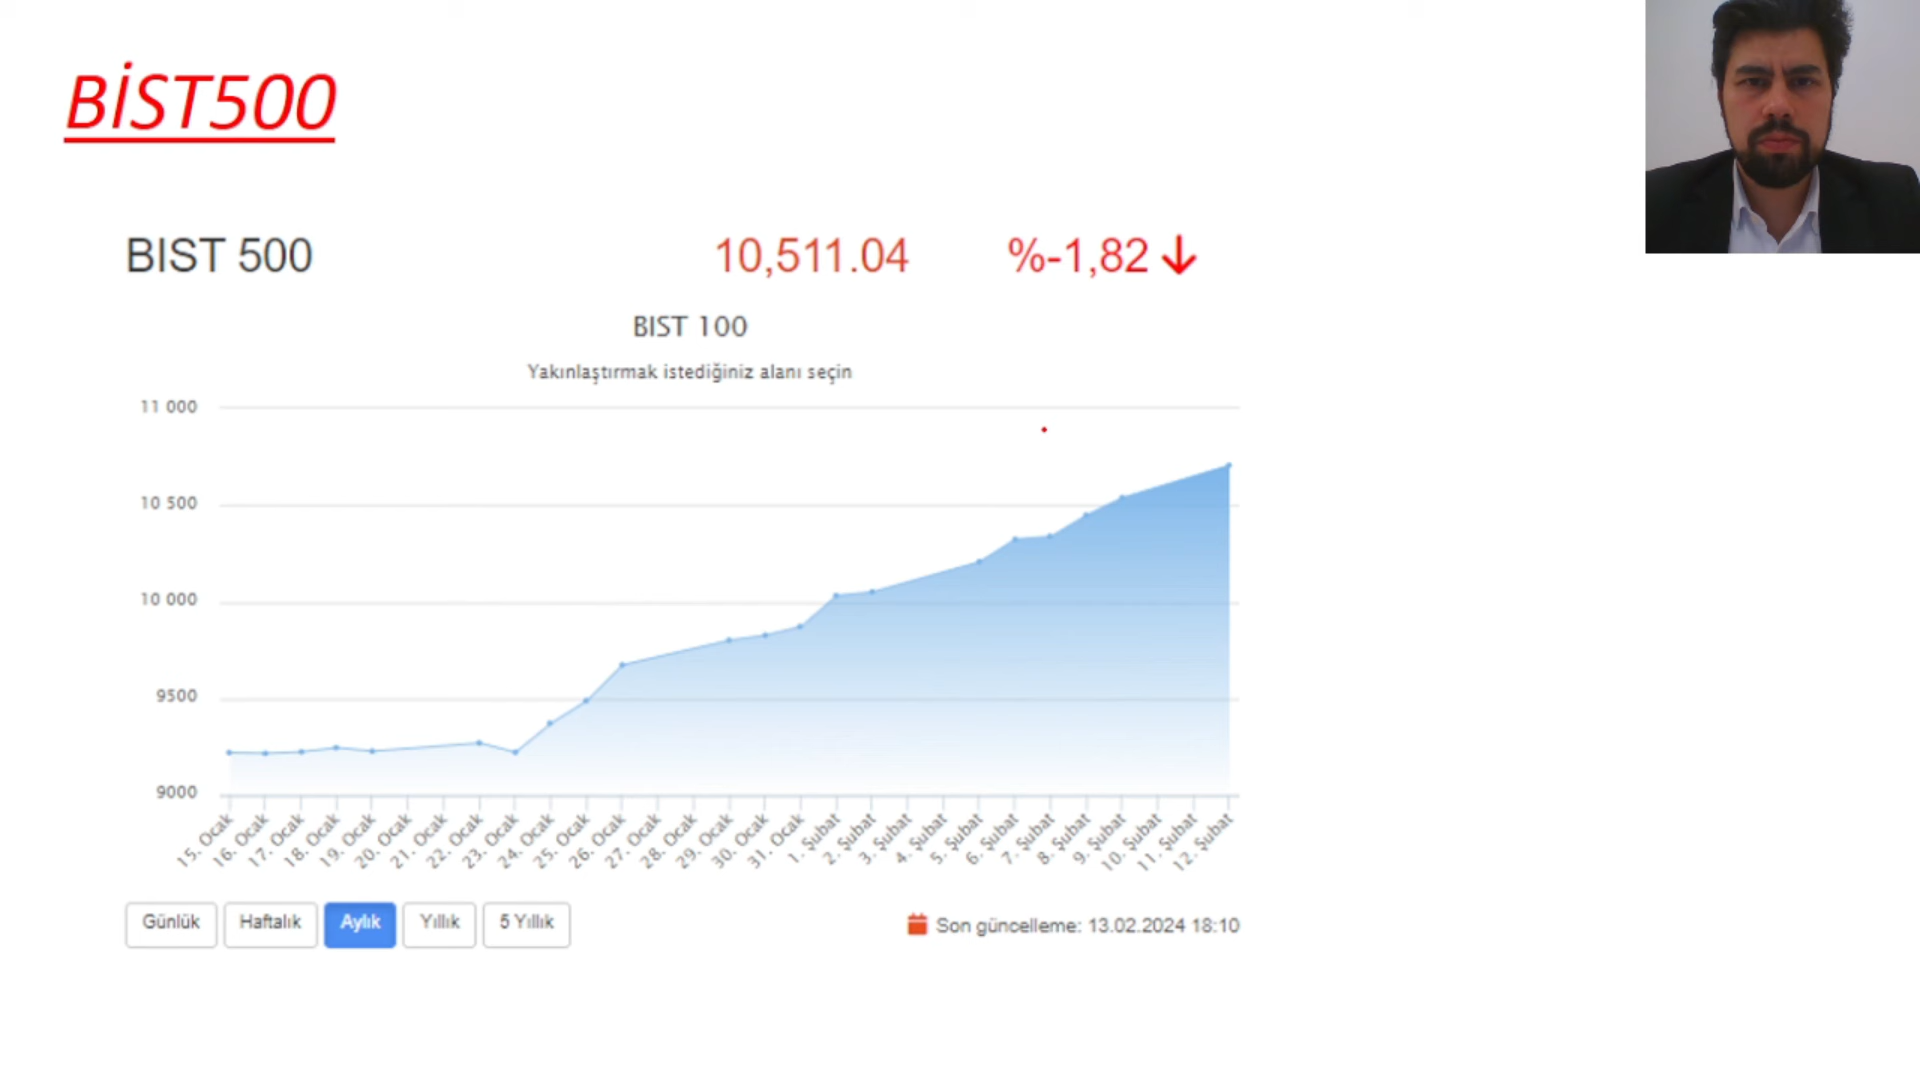 BİST500
BIST 500 10,511.04 %-1,82
BIST 100
Yakınlaştırmak istediğiniz alanı seçin
11 000
10 500
10 000
9500
9000
15. Ocak 16. Ocak 17. Ocak 18. Ocak 19. Ocak 20. Ocak 21. Ocak 22. Ocak 23. Ocak 24. Ocak 25. Ocak 26. Ocak 27. Ocak 28. Ocak 29. Ocak 30. Ocak 31. Ocak 1. Şubat 2. Şubat 3. Şubat 4. Şubat 5. Şubat 6. Şubat 7. Şubat 8. Şubat 9. Şubat 10. Şubat 11. Şubat 12. Şubat
Günlük Haftalık Aylık Yıllık 5 Yıllık Son güncelleme: 13.02.2024 18:10